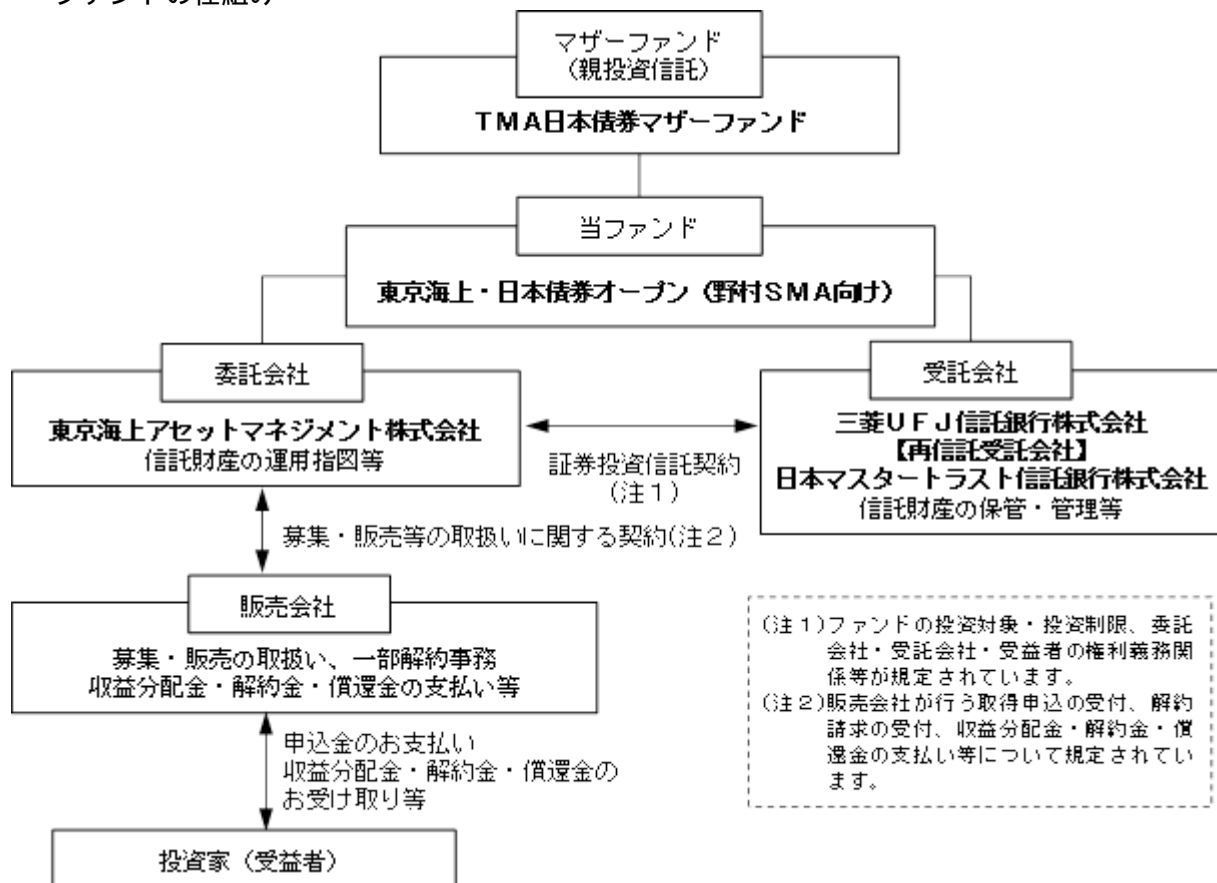 ファンドの仕組み
マザーファンド
(親投資信託)
TMA日本債券マザーファンド
当ファンド
東京海上・日本債券オープン(野村SMA向け)
委託会社
東京海上アセットマネジメント株式会社
信託財産の運用指図等
証券投資信託契約
(注1)
受託会社
三菱UFJ信託銀行株式会社
【再信託受託会社】
日本マスタートラスト信託銀行株式会社
信託財産の保管・管理等
募集・販売等の取扱いに関する契約(注2)
販売会社
募集・販売の取扱い、一部解約事務
収益分配金・解約金・償還金の支払い等
(注1)ファンドの投資対象・投資制限、委託
会社・受託会社・受益者の権利義務関
係等が規定されています。
(注2)販売会社が行う取得申込の受付、解約
請求の受付、収益分配金・解約金・償
還金の支払い等について規定されてい
ます。
申込金のお支払い
収益分配金・解約金・償還金の
お受け取り等
投資家(受益者)